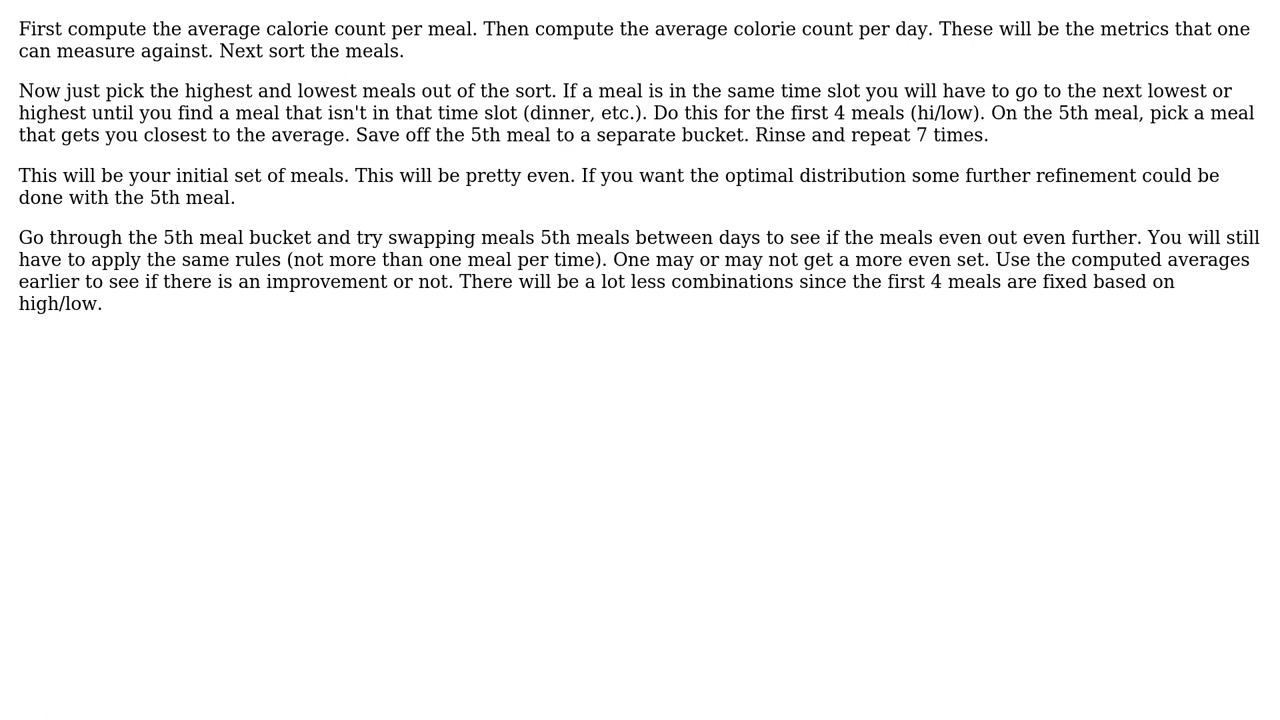 First compute the average calorie count per meal. Then compute the average colorie count per day. These will be the metrics that one
can measure against. Next sort the meals.
Now just pick the highest and lowest meals out of the sort. If a meal is in the same time slot you will have to go to the next lowest or
highest until you find a meal that isn't in that time slot (dinner, etc.). Do this for the first 4 meals (hi/low). On the 5th meal, pick a meal
that gets you closest to the average. Save off the 5th meal to a separate bucket. Rinse and repeat 7 times.
This will be your initial set of meals. This will be pretty even. If you want the optimal distribution some further refinement could be
done with the 5th meal.
Go through the 5th meal bucket and try swapping meals 5th meals between days to see if the meals even out even further. You will still
have to apply the same rules (not more than one meal per time). One may or may not get a more even set. Use the computed averages
earlier to see if there is an improvement or not. There will be a lot less combinations since the first 4 meals are fixed based on
high/low.